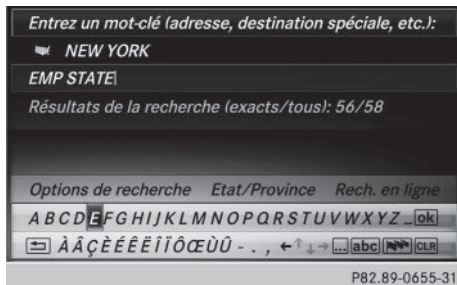 Entrez un mot-clé (adresse, destination spéciale, etc.):
NEW YORK
EMP STATE
Résultats de la recherche (exacts/tous): 56/58
Options de recherche Etat/Province Rech. en ligne
A B C D E F G H I J K L M N O P Q R S T U V W X Y Z _ ok
À Â Ç È É Ê Ë Î Ï Ô Œ Ù Û - . , ←↑↓→ ... abc CLR
P82.89-0655-31